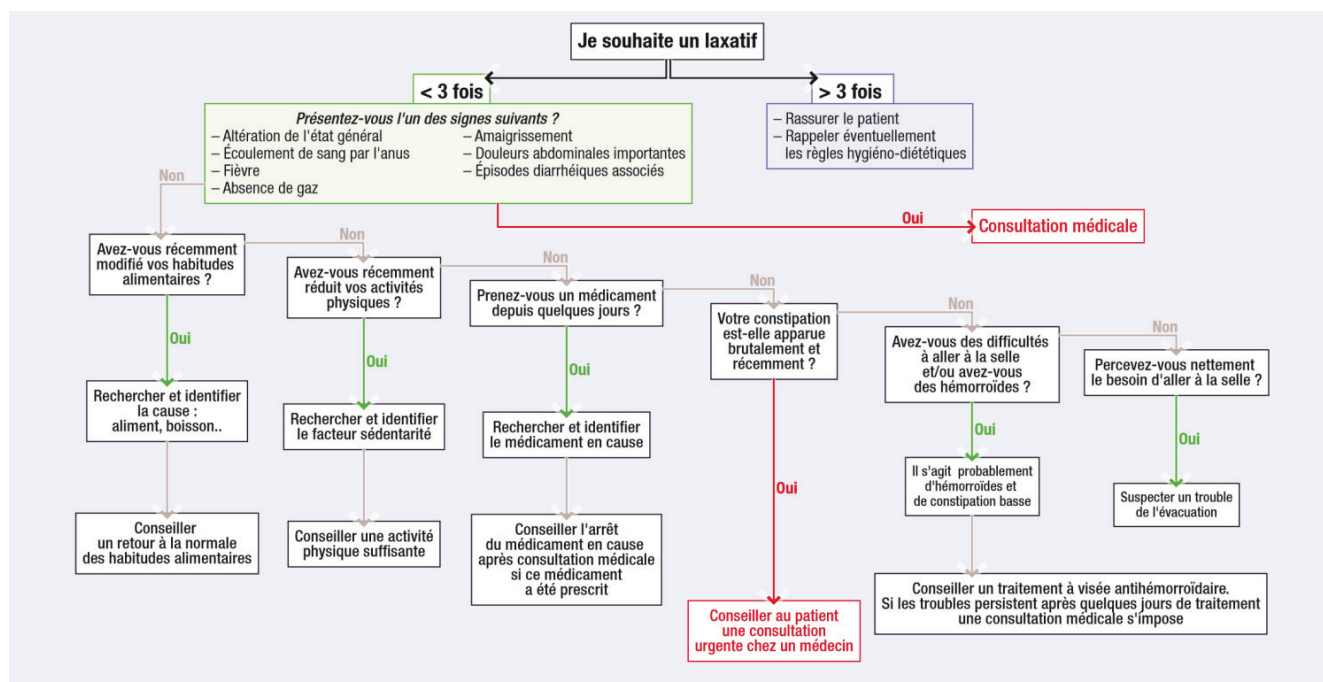 Je souhaite un laxatif
< 3 fois
Présentez-vous l'un des signes suivants ?
– Altération de l'état général
– Écoulement de sang par l'anus
– Fièvre
– Absence de gaz
– Amaigrissement
– Douleurs abdominales importantes
– Épisodes diarrhéiques associés
> 3 fois
– Rassurer le patient
– Rappeler éventuellement
les règles hygiéno-diététiques
Non
Oui
Consultation médicale
Avez-vous récemment
modifié vos habitudes
alimentaires ?
Non
Avez-vous récemment
réduit vos activités
physiques ?
Non
Prenez-vous un médicament
depuis quelques jours ?
Non
Votre constipation
est-elle apparue
brutalement et
récemment ?
Non
Avez-vous des difficultés
à aller à la selle
et/ou avez-vous
des hémorroïdes ?
Non
Percevez-vous nettement
le besoin d'aller à la selle ?
Oui
Oui
Oui
Oui
Oui
Oui
Rechercher et identifier
la cause :
aliment, boisson..
Rechercher et identifier
le facteur sédentarité
Rechercher et identifier
le médicament en cause
Il s'agit probablement
d'hémorroïdes et
de constipation basse
Suspecter un trouble
de l'évacuation
Conseiller
un retour à la normale
des habitudes alimentaires
Conseiller une activité
physique suffisante
Conseiller l'arrêt
du médicament en cause
après consultation médicale
si ce médicament
a été prescrit
Conseiller au patient
une consultation
urgente chez un médecin
Conseiller un traitement à visée antihémorroïdaire.
Si les troubles persistent après quelques jours de traitement
une consultation médicale s'impose